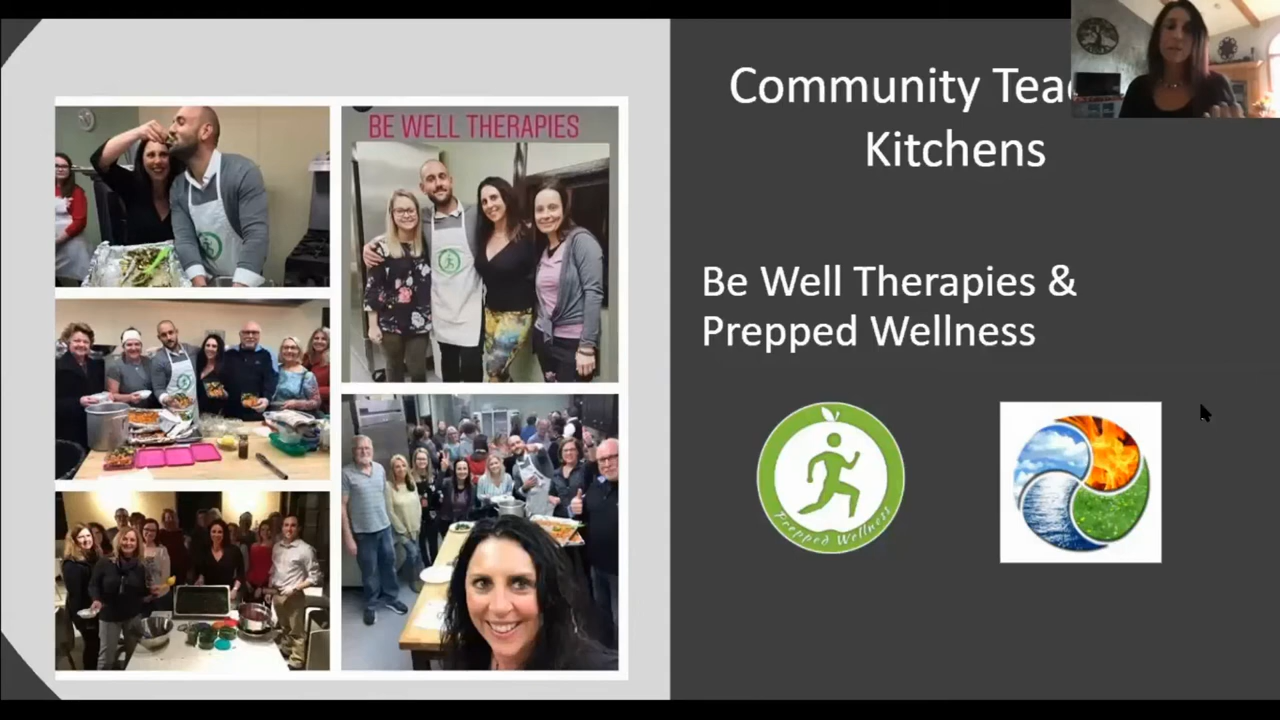 BE WELL THERAPIES
Community Tea
Kitchens
Be Well Therapies &
Prepped Wellness
Prepped Wellness